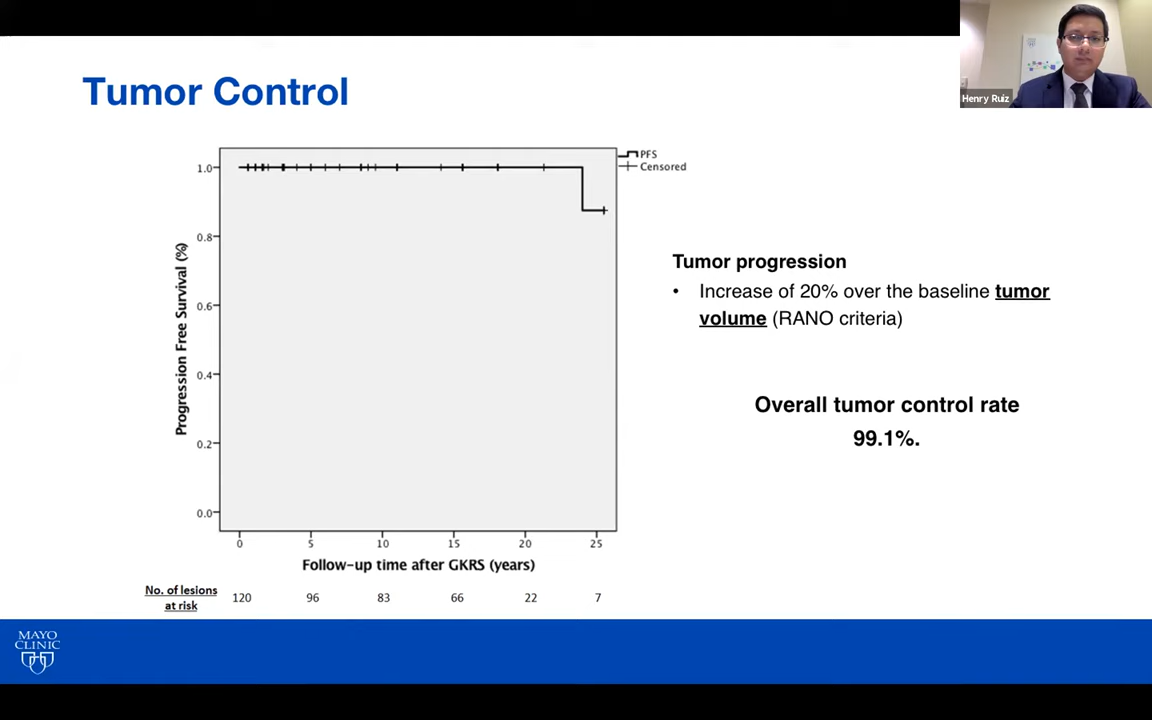 Tumor Control
Henry Ruiz
PFS
Censored
1.0
0.8
0.6
0.4
0.2
0.0
Progression Free Survival (%)
0 5 10 15 20 25
Follow-up time after GKRS (years)
No. of lesions
at risk
120 96 83 66 22 7
Tumor progression
• Increase of 20% over the baseline tumor
volume (RANO criteria)
Overall tumor control rate
99.1%.
MAYO
CLINIC